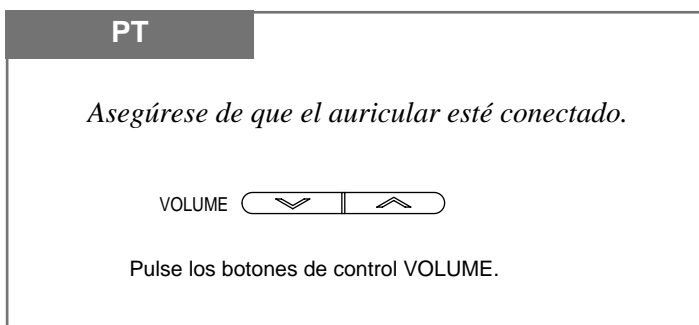 PT
Asegúrese de que el auricular esté conectado.
VOLUME
Pulse los botones de control VOLUME.